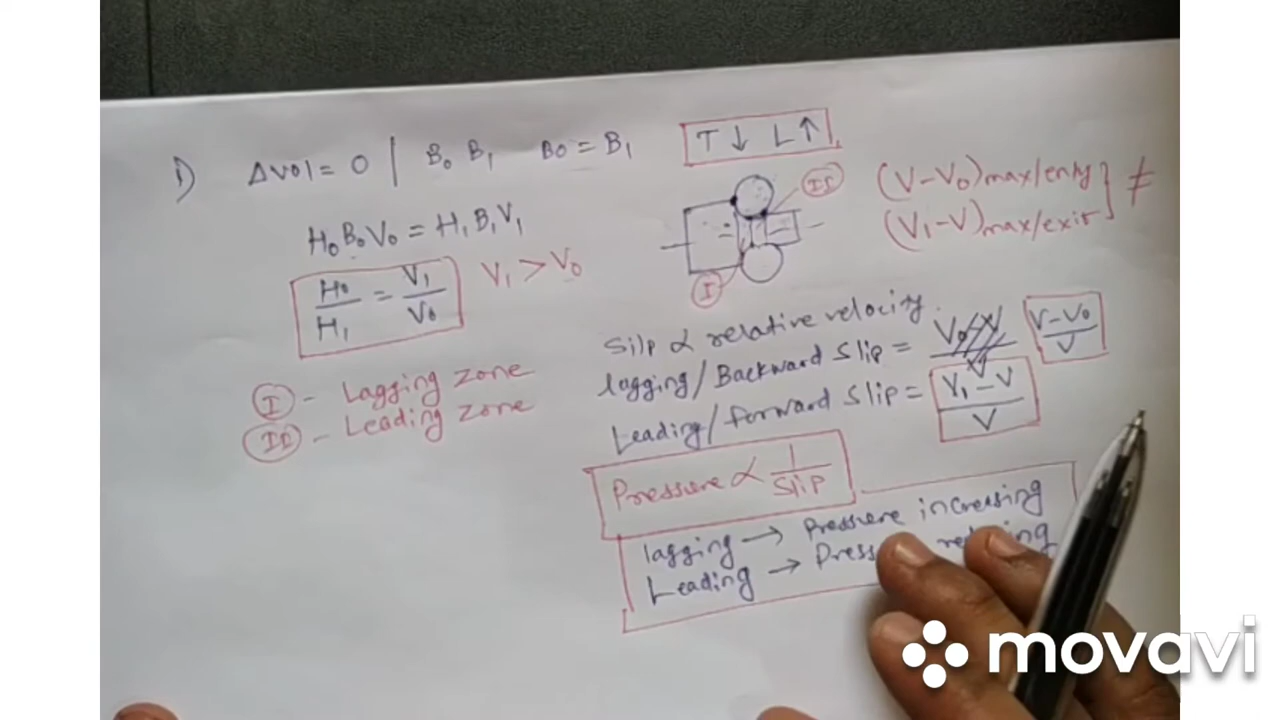 1) ΔVol = 0 | B₀ B₁ B₀ = B₁
T ↓ L ↑
H₀B₀V₀ = H₁B₁V₁
H₀/H₁ = V₁/V₀ V₁ > V₀
II
I
(V-V₀)max/entry
(V₁-V)max/exit } ≠
I - Lagging zone
II - Leading zone
Silp ∝ relative velocity.
lagging/Backward Slip = V-V₀/V
Leading/forward Slip = V₁-V/V
Pressure ∝ 1/Slip
lagging → Pressure increasing
Leading →
movavi